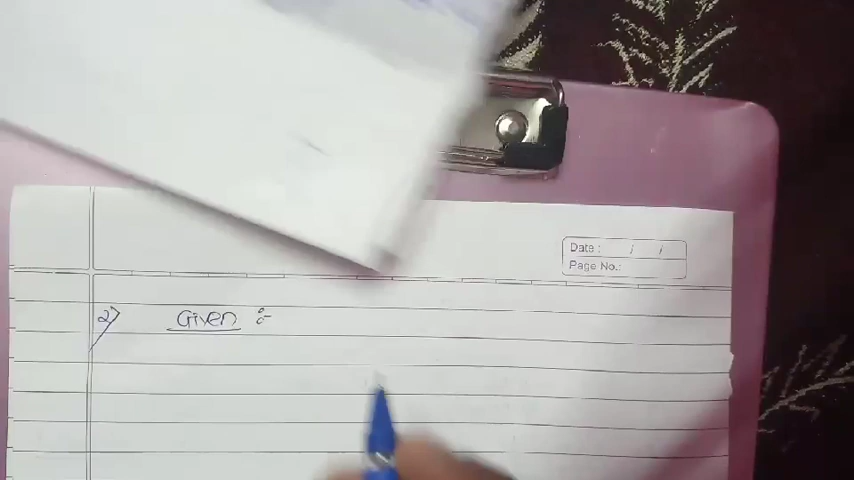 Date : / /
Page No.:
2) Given :-